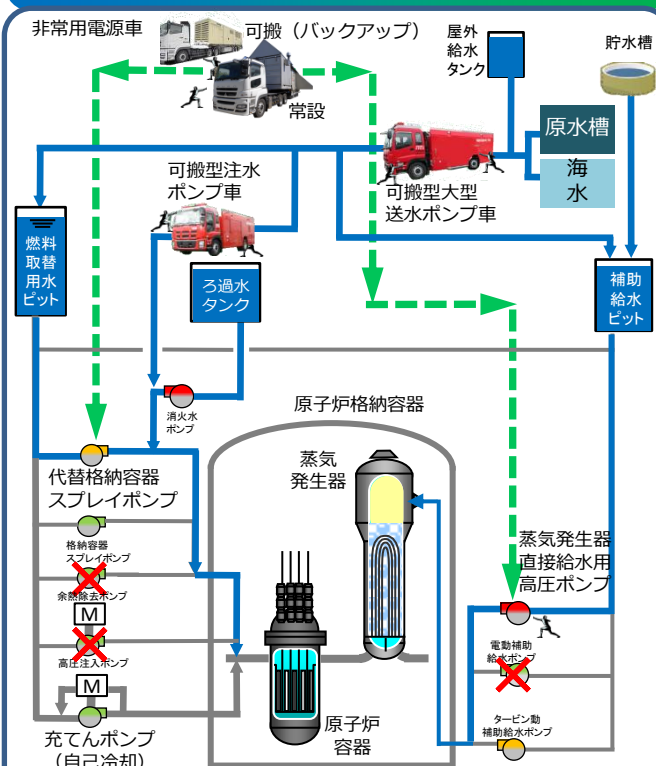 非常用電源車
可搬（バックアップ）
常設
屋外
給水
タンク
貯水槽
原水槽
海
水
可搬型注水
ポンプ車
可搬型大型
送水ポンプ車
燃料
取替
用水
ピット
ろ過水
タンク
補助
給水
ピット
消火水
ポンプ
原子炉格納容器
蒸気
発生器
代替格納容器
スプレイポンプ
格納容器
スプレイポンプ
余熱除去ポンプ
M
高圧注入ポンプ
M
充てんポンプ
（自己冷却）
原子炉
容器
蒸気発生器
直接給水用
高圧ポンプ
電動補助
給水ポンプ
タービン動
補助給水ポンプ